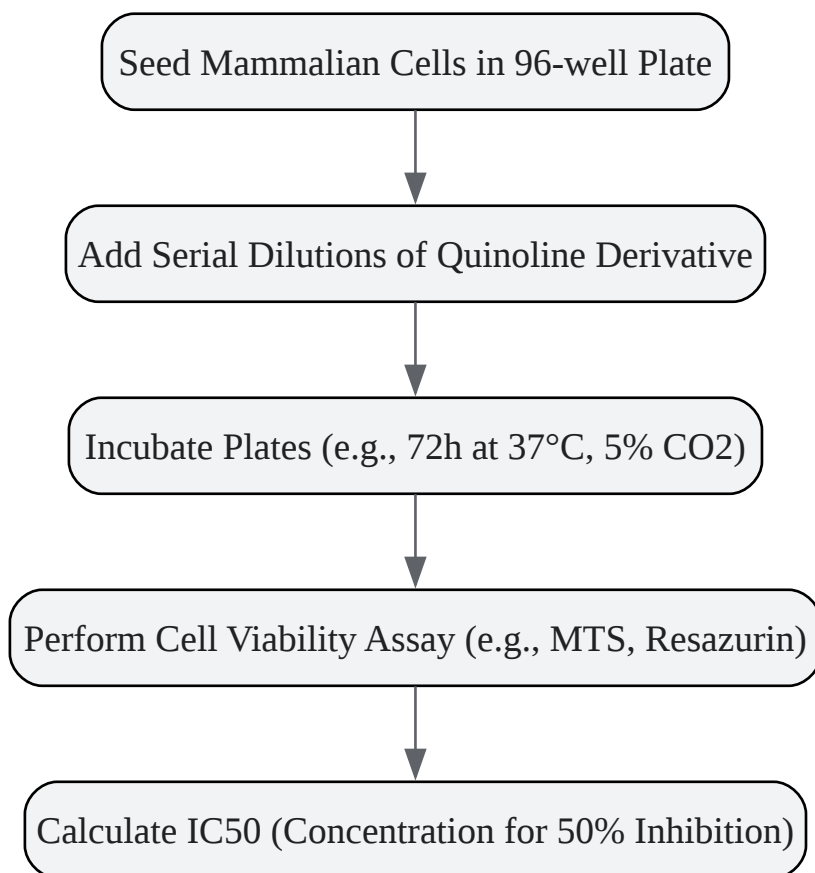 Seed Mammalian Cells in 96-well Plate
Add Serial Dilutions of Quinoline Derivative
Incubate Plates (e.g., 72h at 37°C, 5% CO2)
Perform Cell Viability Assay (e.g., MTS, Resazurin)
Calculate IC50 (Concentration for 50% Inhibition)